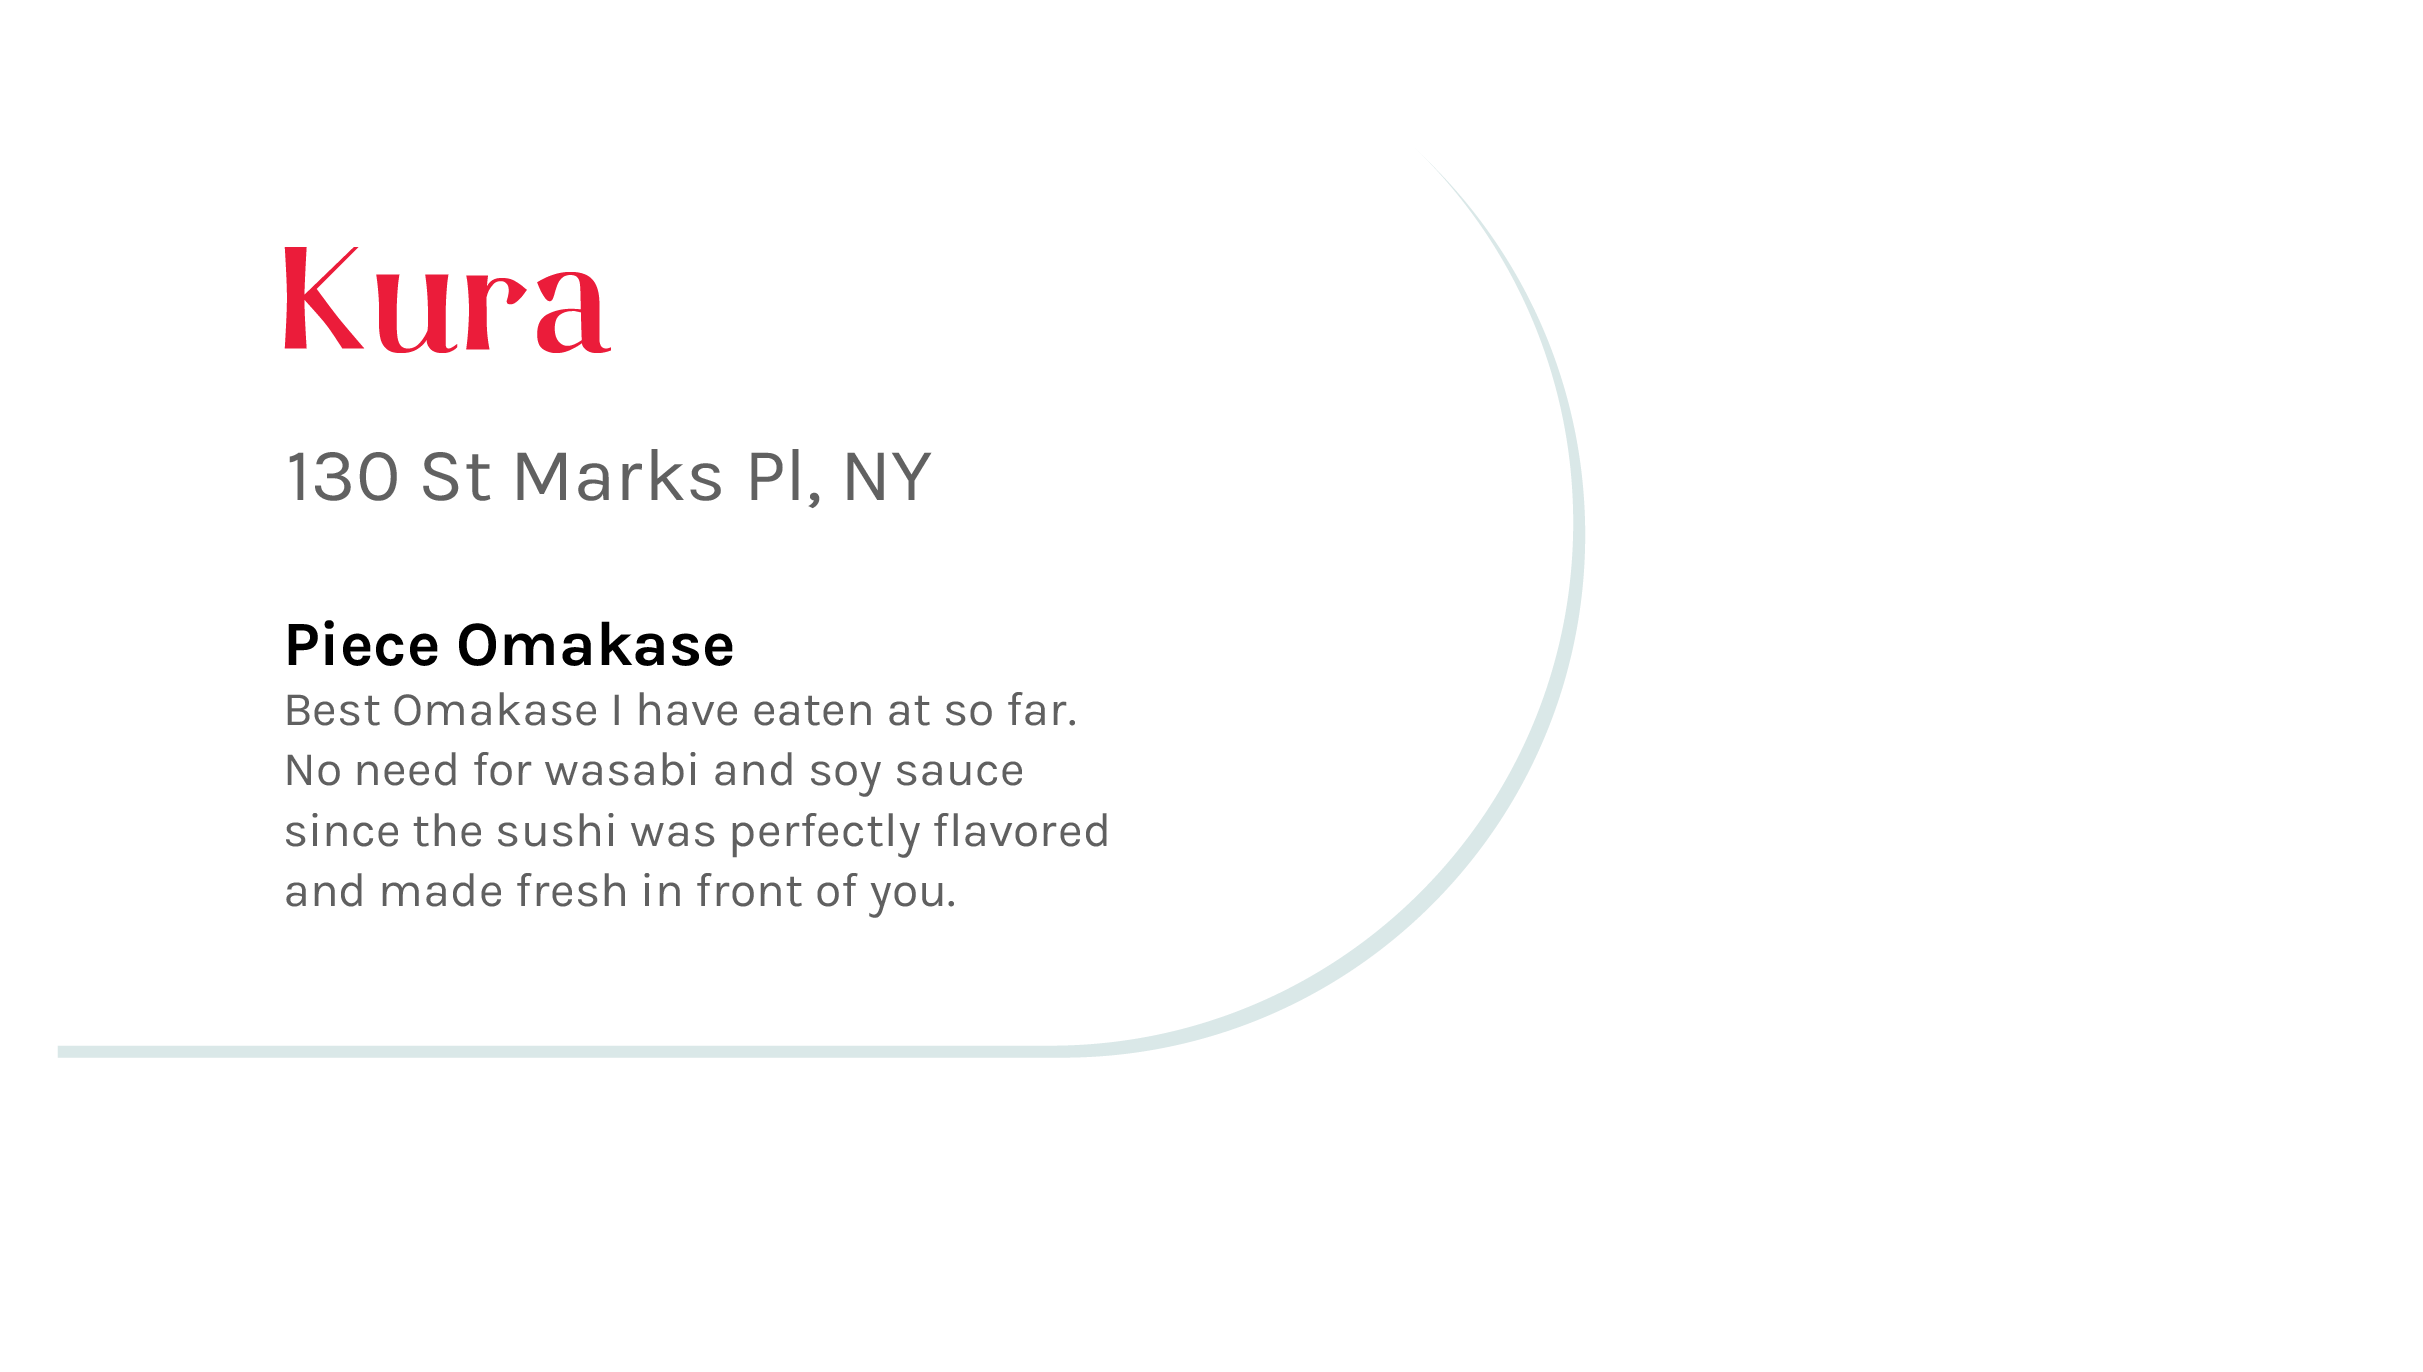 Kura
130 St Marks Pl, NY
Piece Omakase
Best Omakase I have eaten at so far.
No need for wasabi and soy sauce
since the sushi was perfectly flavored
and made fresh in front of you.